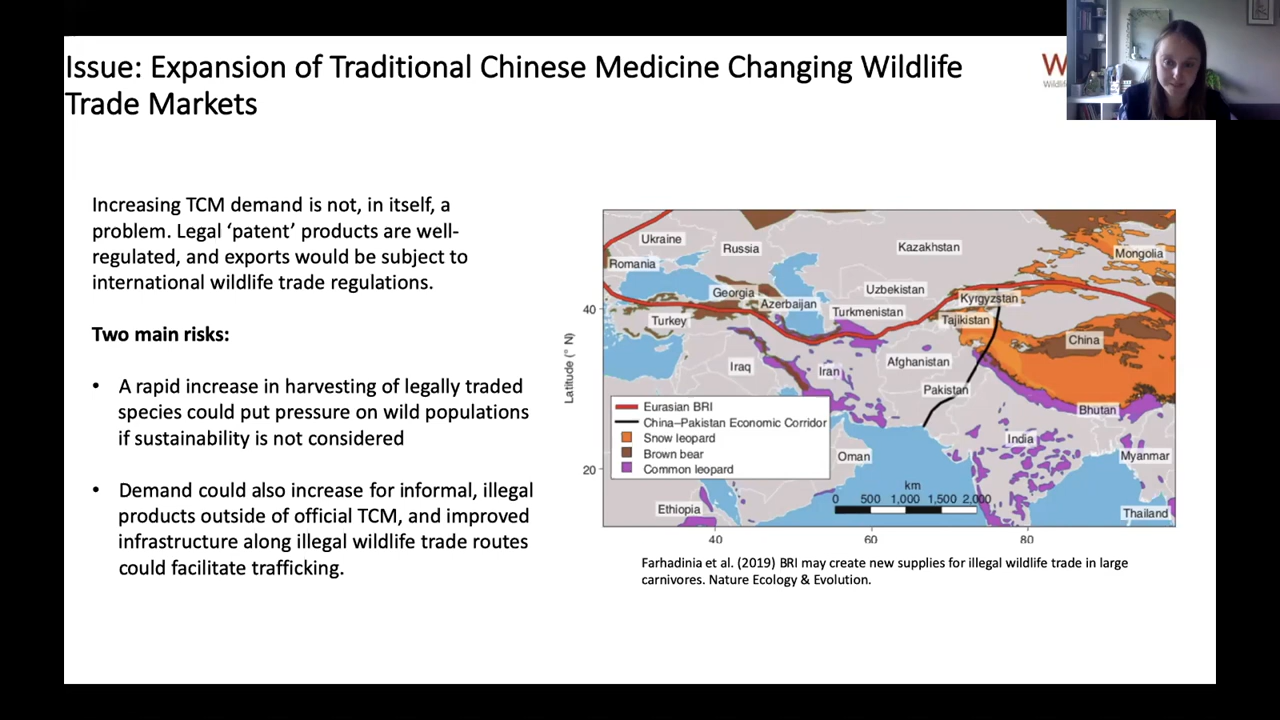 Issue: Expansion of Traditional Chinese Medicine Changing Wildlife
Trade Markets
W
Wildlif
Increasing TCM demand is not, in itself, a
problem. Legal ‘patent’ products are well-
regulated, and exports would be subject to
international wildlife trade regulations.
Two main risks:
• A rapid increase in harvesting of legally traded
species could put pressure on wild populations
if sustainability is not considered
• Demand could also increase for informal, illegal
products outside of official TCM, and improved
infrastructure along illegal wildlife trade routes
could facilitate trafficking.
Latitude (° N)
40
20
40
60
80
Ukraine
Russia
Kazakhstan
Mongolia
Romania
Georgia
Azerbaijan
Uzbekistan
Kyrgyzstan
Turkey
Turkmenistan
Tajikistan
China
Iraq
Iran
Afghanistan
Pakistan
Bhutan
India
Oman
Myanmar
Ethiopia
Thailand
Eurasian BRI
China–Pakistan Economic Corridor
Snow leopard
Brown bear
Common leopard
km
0 500 1,000 1,500 2,000
Farhadinia et al. (2019) BRI may create new supplies for illegal wildlife trade in large
carnivores. Nature Ecology & Evolution.